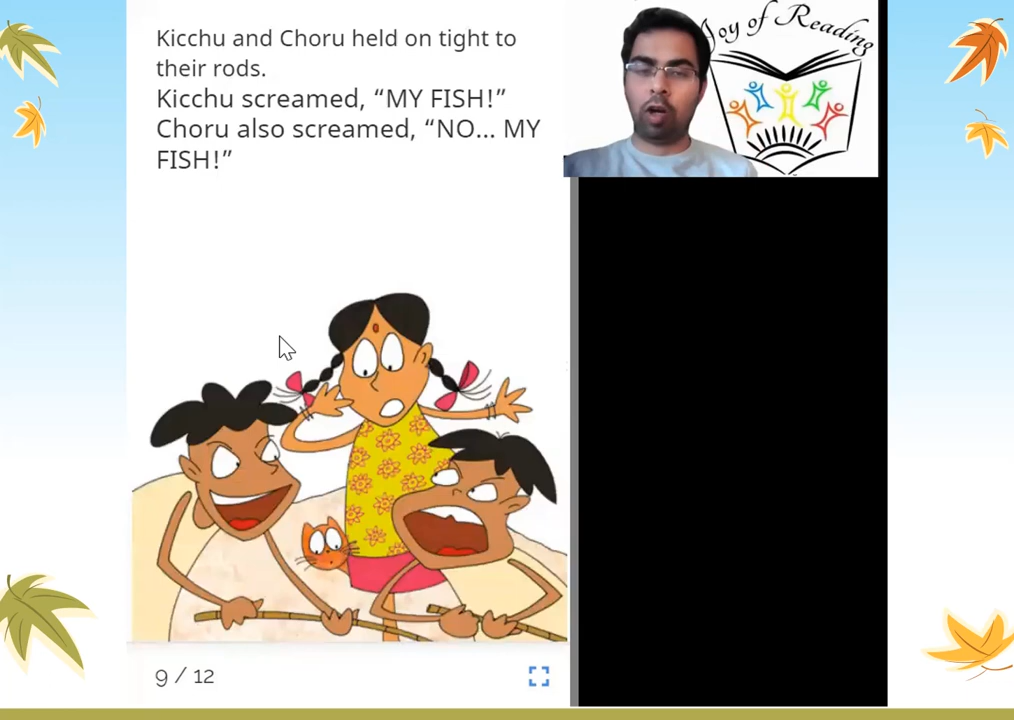 Kicchu and Choru held on tight to
their rods.
Kicchu screamed, “MY FISH!”
Choru also screamed, “NO... MY
FISH!”
Joy of Reading
9 / 12